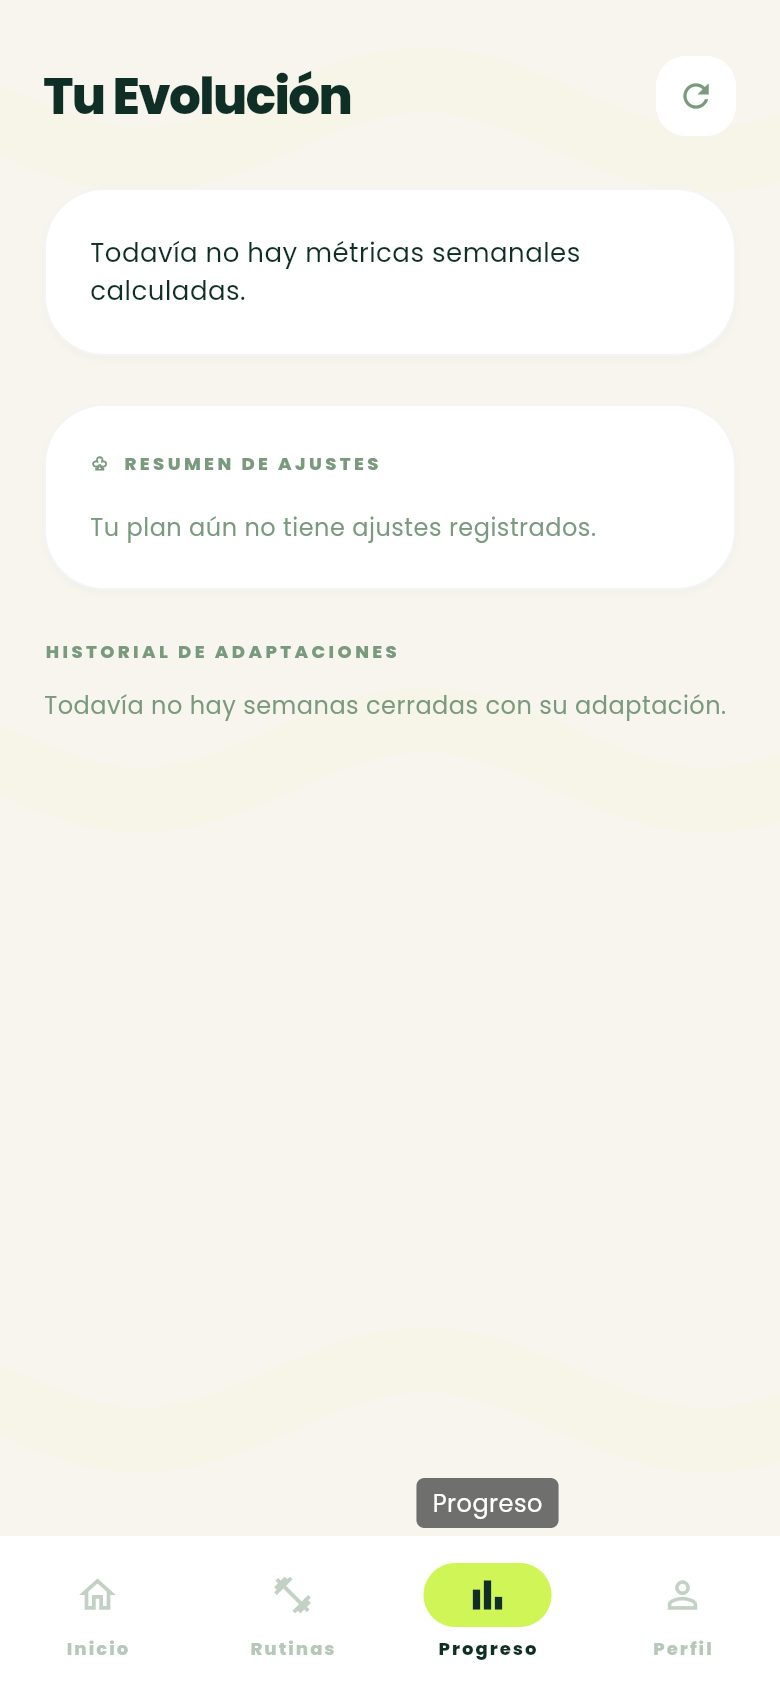 Tu Evolución
Todavía no hay métricas semanales
calculadas.
RESUMEN DE AJUSTES
Tu plan aún no tiene ajustes registrados.
HISTORIAL DE ADAPTACIONES
Todavía no hay semanas cerradas con su adaptación.
Progreso
Inicio
Rutinas
Progreso
Perfil